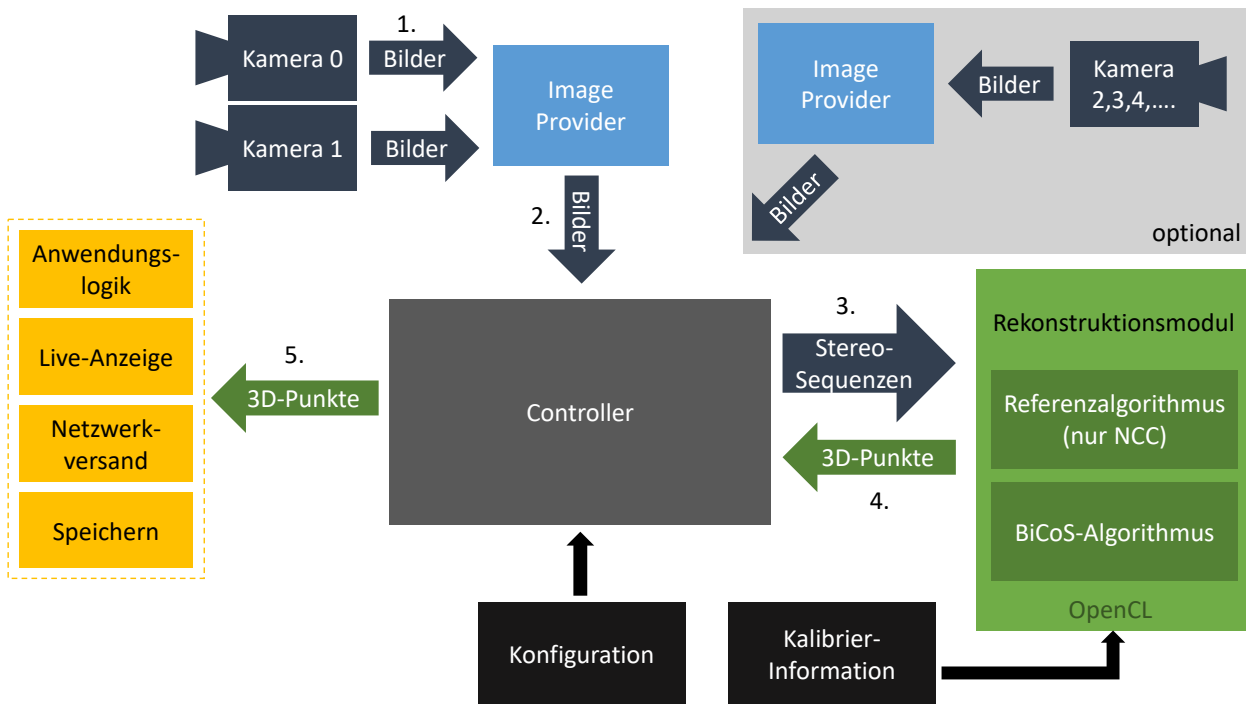 1.
Kamera 0
Bilder
Kamera 1
Bilder
Image
Provider
2.
Bilder
Image
Provider
Bilder
Kamera
2,3,4,....
Bilder
optional
Anwendungs-
logik
Live-Anzeige
Netzwerk-
versand
Speichern
5.
3D-Punkte
Controller
3.
Stereo-
Sequenzen
3D-Punkte
4.
Rekonstruktionsmodul
Referenzalgorithmus
(nur NCC)
BiCoS-Algorithmus
OpenCL
Konfiguration
Kalibrier-
Information